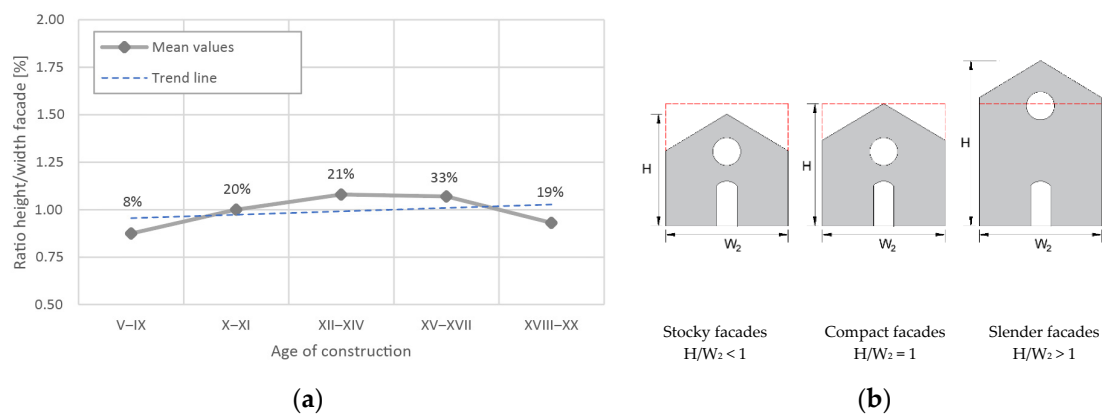 2.00
1.75
1.50
1.25
1.00
0.75
0.50
Ratio height/width facade [%]
Mean values
Trend line
8%
20%
21%
33%
19%
V–IX
X–XI
XII–XIV
XV–XVII
XVIII–XX
Age of construction
(a)
H
W₂
H
W₂
H
W₂
Stocky facades
H/W₂ < 1
Compact facades
H/W₂ = 1
Slender facades
H/W₂ > 1
(b)